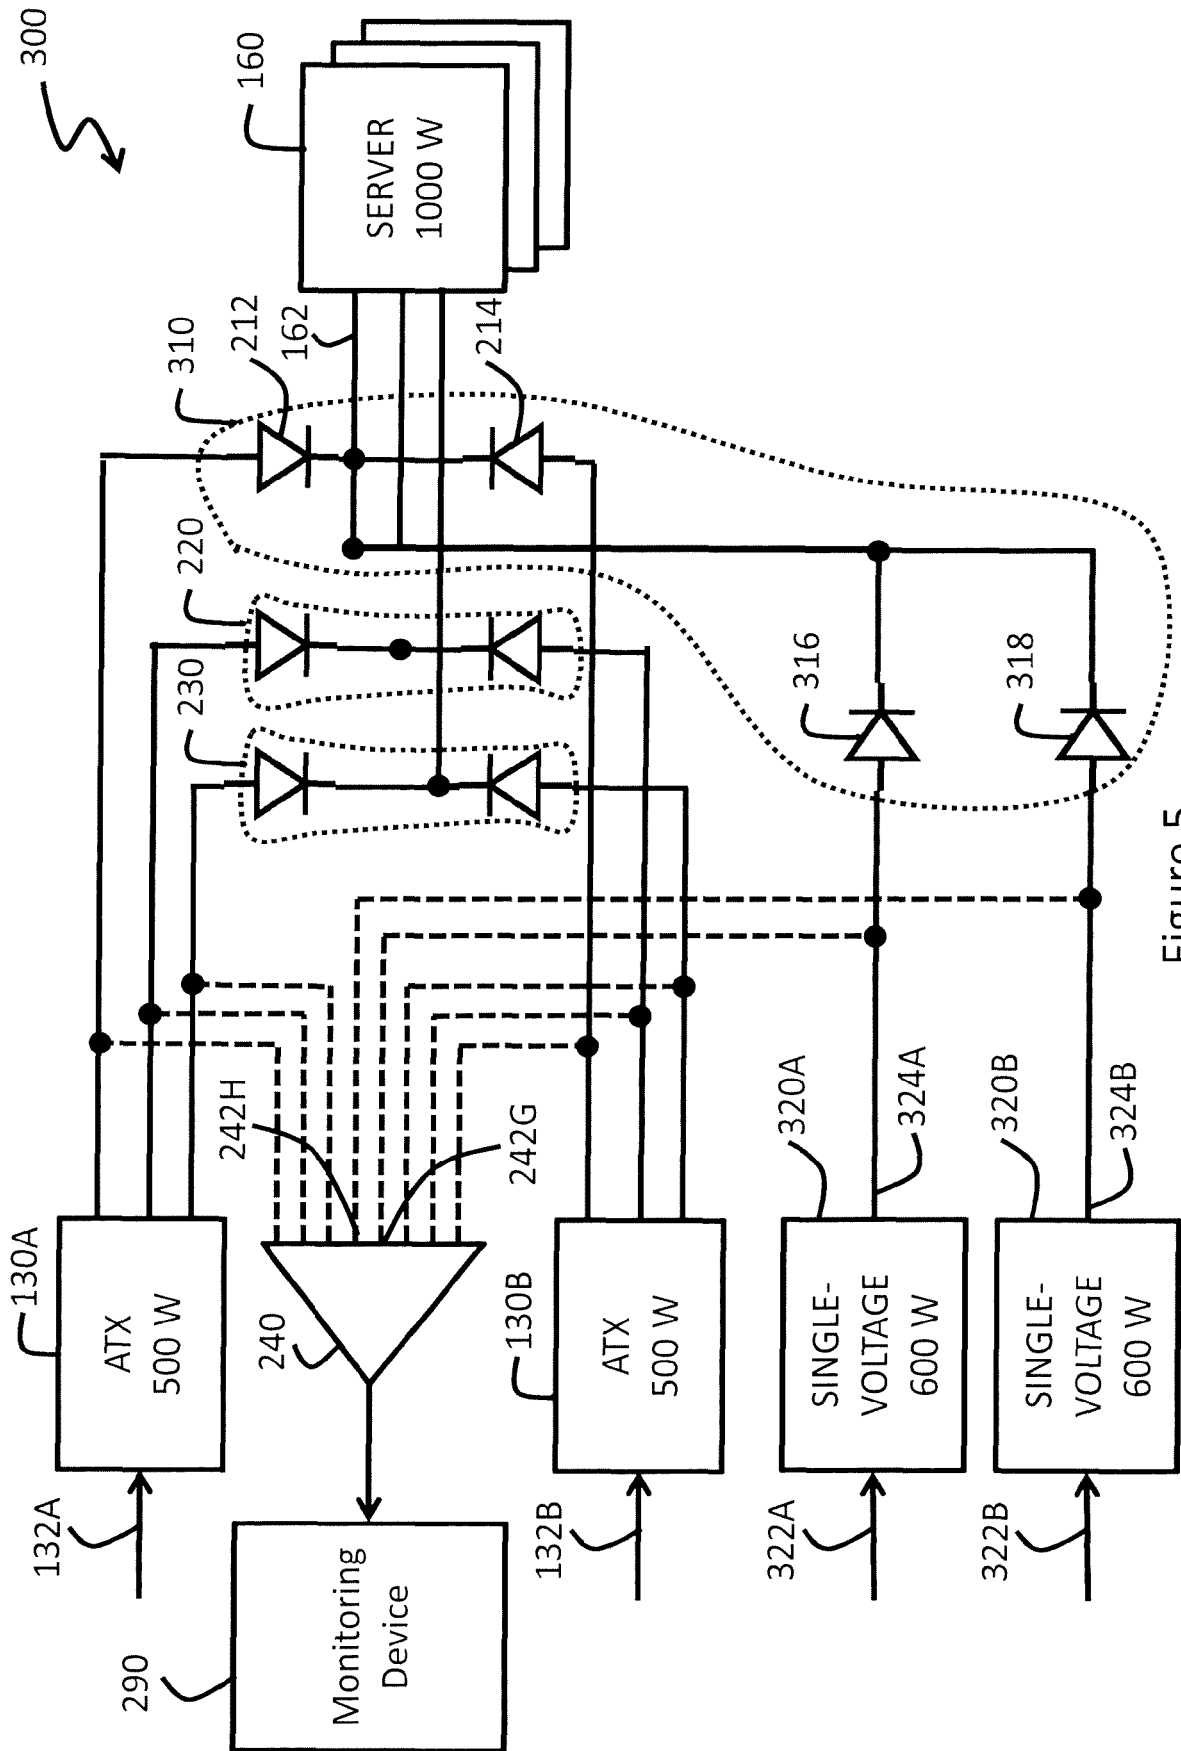 300
290
132A
130A
ATX
500 W
Monitoring
Device
240
242H
242G
230
220
310
212
162
214
160
SERVER
1000 W
132B
130B
ATX
500 W
322A
320A
SINGLE-
VOLTAGE
600 W
324A
316
322B
320B
SINGLE-
VOLTAGE
600 W
324B
318
Figure 5